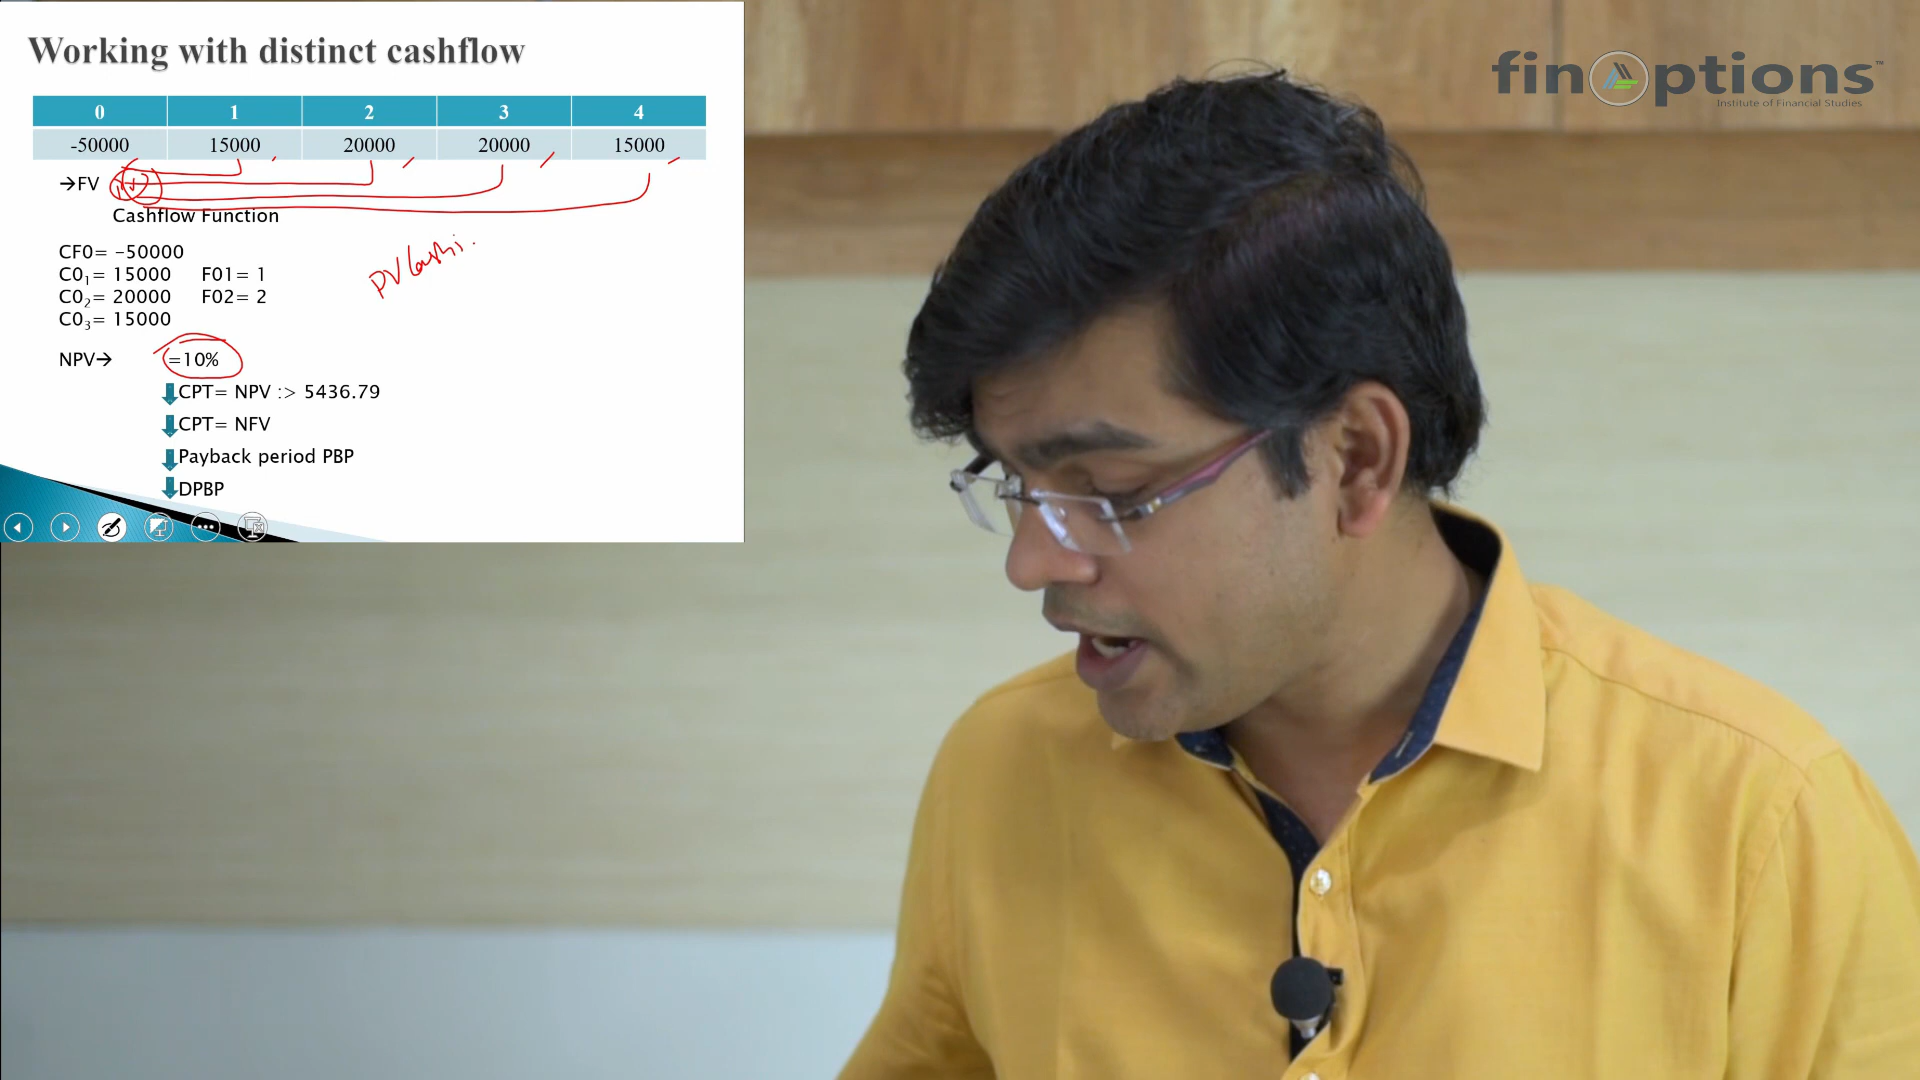 Working with distinct cashflow
0 1 2 3 4
-50000 15000 20000 20000 15000
→FV
Cashflow Function
CF0= -50000
C0₁= 15000 F01= 1
C0₂= 20000 F02= 2
C0₃= 15000
PV
NPV→ =10%
CPT= NPV :> 5436.79
CPT= NFV
Payback period PBP
DPBP
finOptions™
Institute of Financial Studies